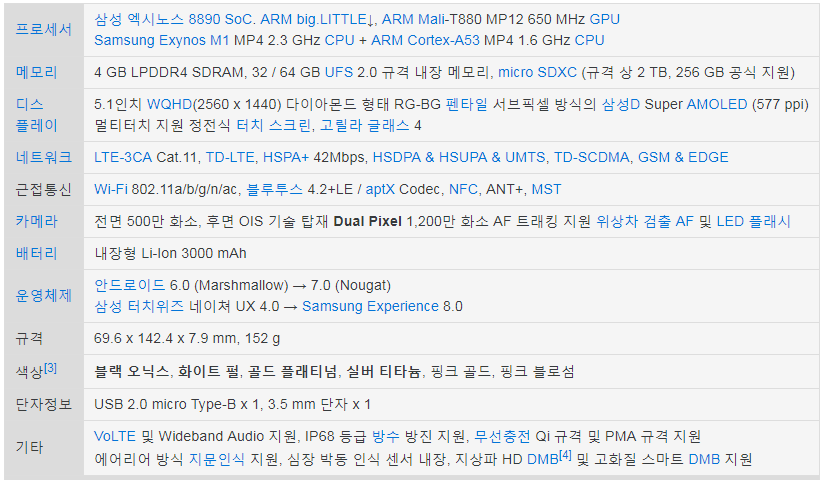 프로세서
삼성 엑시노스 8890 SoC. ARM big.LITTLE↓, ARM Mali-T880 MP12 650 MHz GPU
Samsung Exynos M1 MP4 2.3 GHz CPU + ARM Cortex-A53 MP4 1.6 GHz CPU
메모리
4 GB LPDDR4 SDRAM, 32 / 64 GB UFS 2.0 규격 내장 메모리, micro SDXC (규격 상 2 TB, 256 GB 공식 지원)
디스
플레이
5.1인치 WQHD(2560 x 1440) 다이아몬드 형태 RG-BG 펜타일 서브픽셀 방식의 삼성D Super AMOLED (577 ppi)
멀티터치 지원 정전식 터치 스크린, 고릴라 글래스 4
네트워크
LTE-3CA Cat.11, TD-LTE, HSPA+ 42Mbps, HSDPA & HSUPA & UMTS, TD-SCDMA, GSM & EDGE
근접통신
Wi-Fi 802.11a/b/g/n/ac, 블루투스 4.2+LE / aptX Codec, NFC, ANT+, MST
카메라
전면 500만 화소, 후면 OIS 기술 탑재 Dual Pixel 1,200만 화소 AF 트래킹 지원 위상차 검출 AF 및 LED 플래시
배터리
내장형 Li-Ion 3000 mAh
운영체제
안드로이드 6.0 (Marshmallow) → 7.0 (Nougat)
삼성 터치위즈 네이쳐 UX 4.0 → Samsung Experience 8.0
규격
69.6 x 142.4 x 7.9 mm, 152 g
색상[3]
블랙 오닉스, 화이트 펄, 골드 플래티넘, 실버 티타늄, 핑크 골드, 핑크 블로섬
단자정보
USB 2.0 micro Type-B x 1, 3.5 mm 단자 x 1
기타
VoLTE 및 Wideband Audio 지원, IP68 등급 방수 방진 지원, 무선충전 Qi 규격 및 PMA 규격 지원
에어리어 방식 지문인식 지원, 심장 박동 인식 센서 내장, 지상파 HD DMB[4] 및 고화질 스마트 DMB 지원